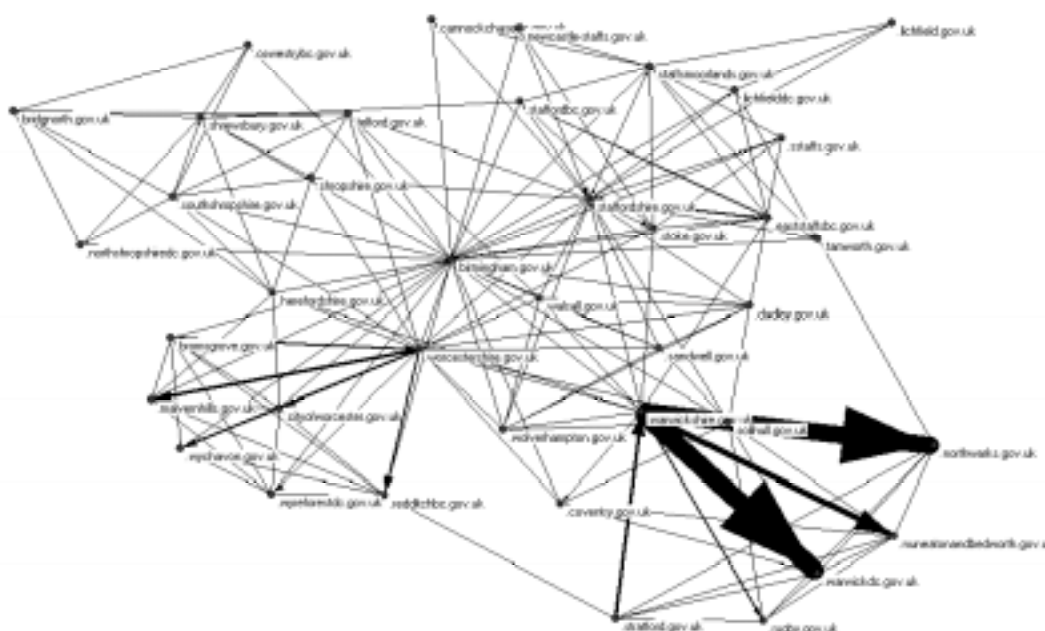 .cannockchase
.newcastle-staffs.gov.uk
.lichfield.gov.uk
.oswestrybc.gov.uk
.staffsmoorlands.gov.uk
.lichfielddc.gov.uk
.staffordbc.gov.uk
bridgnorth.gov.uk
.shrewsbury.gov.uk
.telford.gov.uk
.sstaffs.gov.uk
.shropshire.gov.uk
.southshropshire.gov.uk
.staffordshire.gov.uk
.eaststaffsbc.gov.uk
.stoke.gov.uk
.tamworth.gov.uk
.northshropshiredc.gov.uk
.birmingham.gov.uk
.herefordshire.gov.uk
.walsall.gov.uk
.dudley.gov.uk
.bromsgrove.gov.uk
.worcestershire.gov.uk
.sandwell.gov.uk
.malvernhills.gov.uk
.cityofworcester.gov.uk
.warwickshire.gov.uk
.solihull.gov.uk
.wolverhampton.gov.uk
.wychavon.gov.uk
.northwarks.gov.uk
.wyreforestdc.gov.uk
.redditchbc.gov.uk
.coventry.gov.uk
.nuneatonandbedworth.gov.u
.warwickdc.gov.uk
.stratford.gov.uk
.rugby.gov.uk